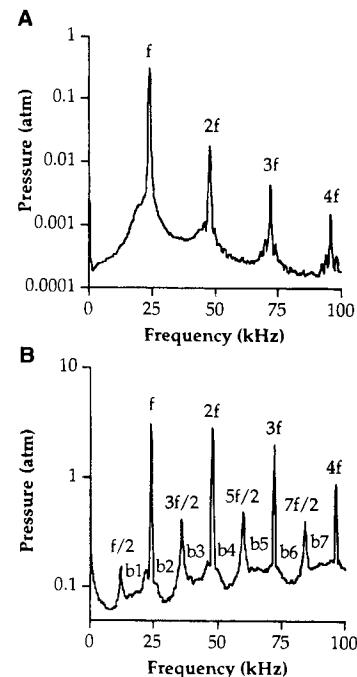 A
Pressure (atm)
1
0.1
0.01
0.001
0.0001
f
2f
3f
4f
0 25 50 75 100
Frequency (kHz)
B
Pressure (atm)
10
1
0.1
f
2f
3f
4f
f/2
3f/2
5f/2
7f/2
b1
b2
b3
b4
b5
b6
b7
0 25 50 75 100
Frequency (kHz)